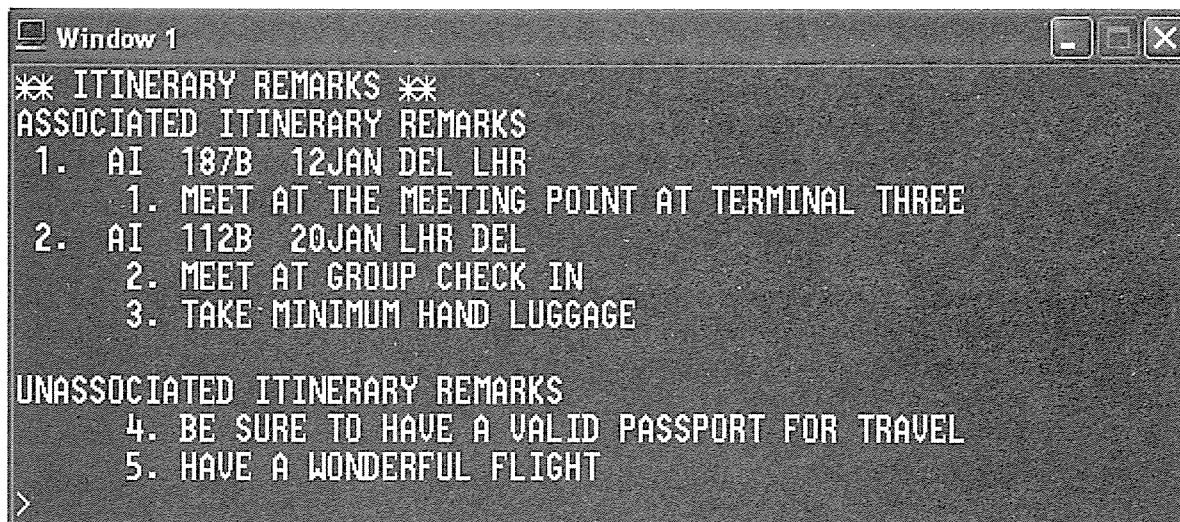 Window 1
** ITINERARY REMARKS **
ASSOCIATED ITINERARY REMARKS
1. AI 187B 12JAN DEL LHR
1. MEET AT THE MEETING POINT AT TERMINAL THREE
2. AI 112B 20JAN LHR DEL
2. MEET AT GROUP CHECK IN
3. TAKE MINIMUM HAND LUGGAGE
UNASSOCIATED ITINERARY REMARKS
4. BE SURE TO HAVE A VALID PASSPORT FOR TRAVEL
5. HAVE A WONDERFUL FLIGHT
>